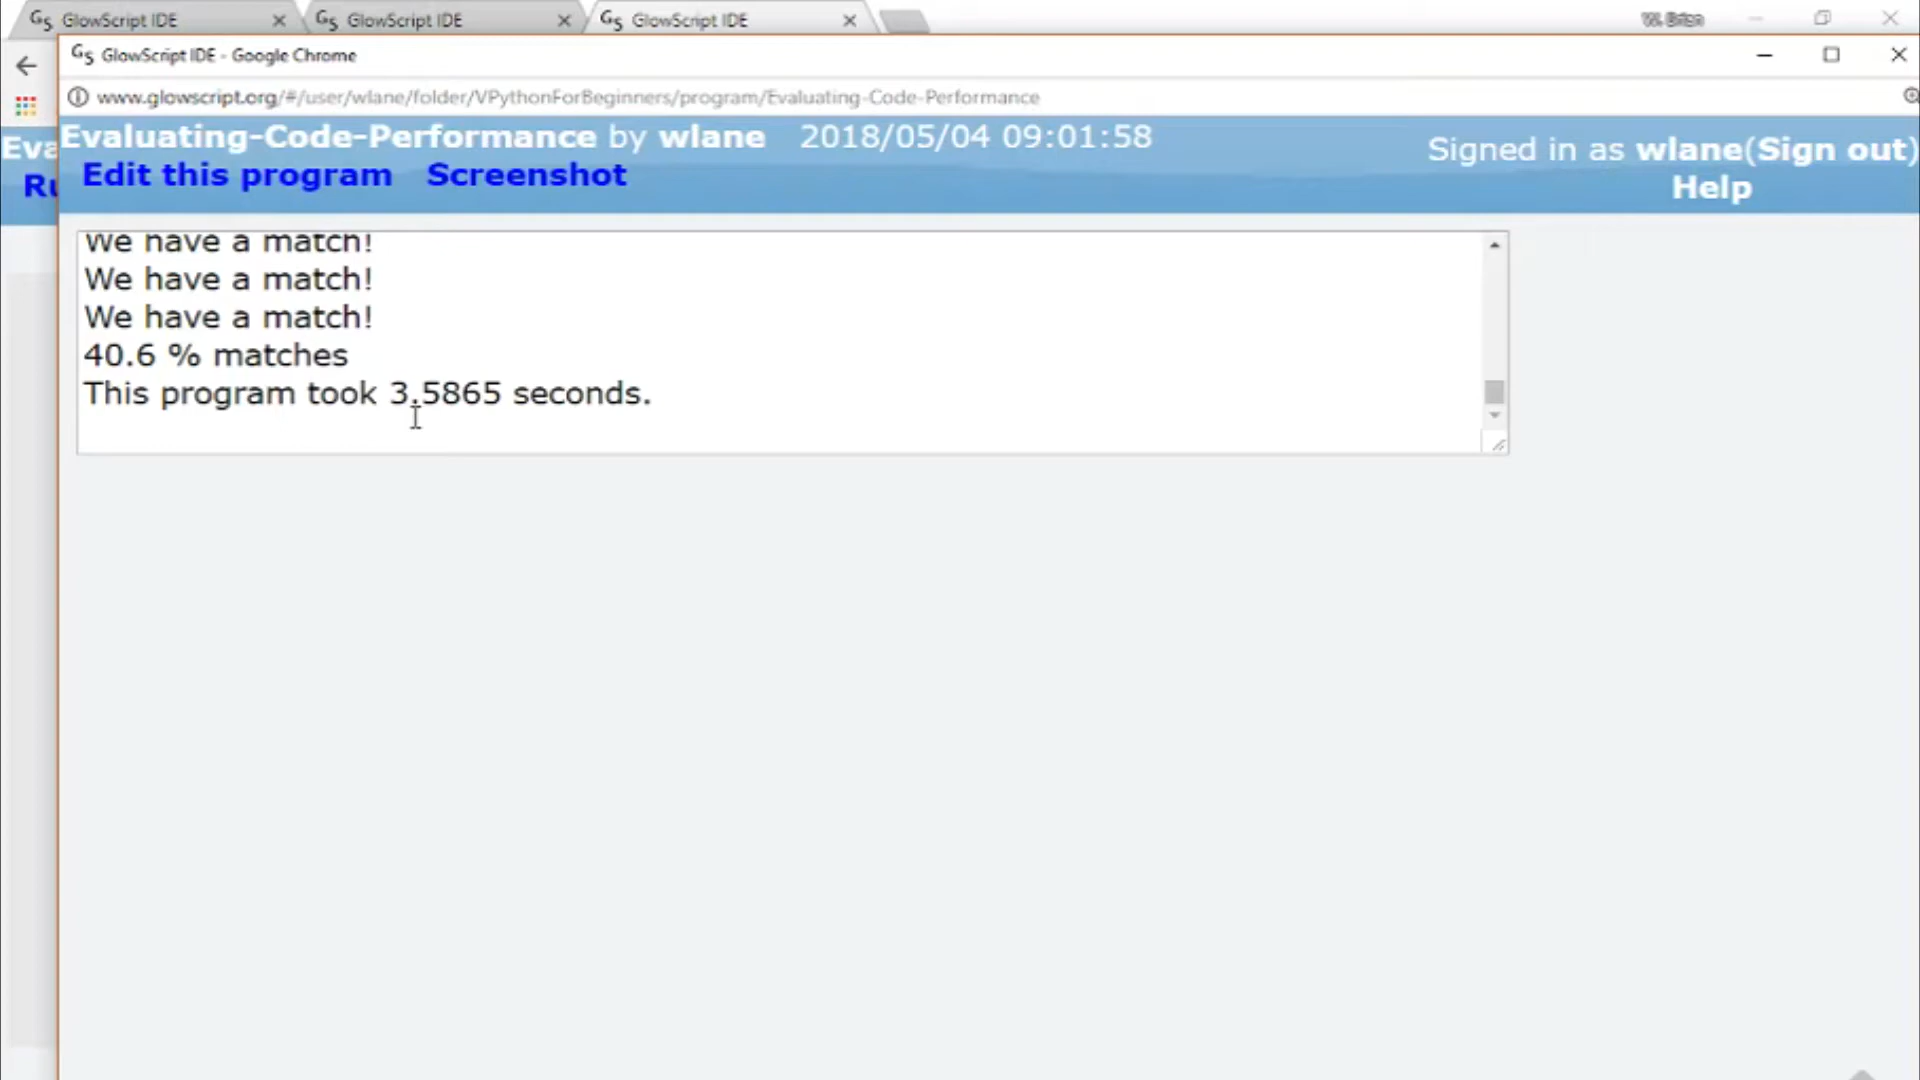 GlowScript IDE GlowScript IDE GlowScript IDE W. Brian
GlowScript IDE - Google Chrome
www.glowscript.org/#/user/wlane/folder/VPythonForBeginners/program/Evaluating-Code-Performance
Eva
Ru
Evaluating-Code-Performance by wlane 2018/05/04 09:01:58
Signed in as wlane(Sign out)
Edit this program Screenshot
Help
We have a match!
We have a match!
We have a match!
40.6 % matches
This program took 3.5865 seconds.